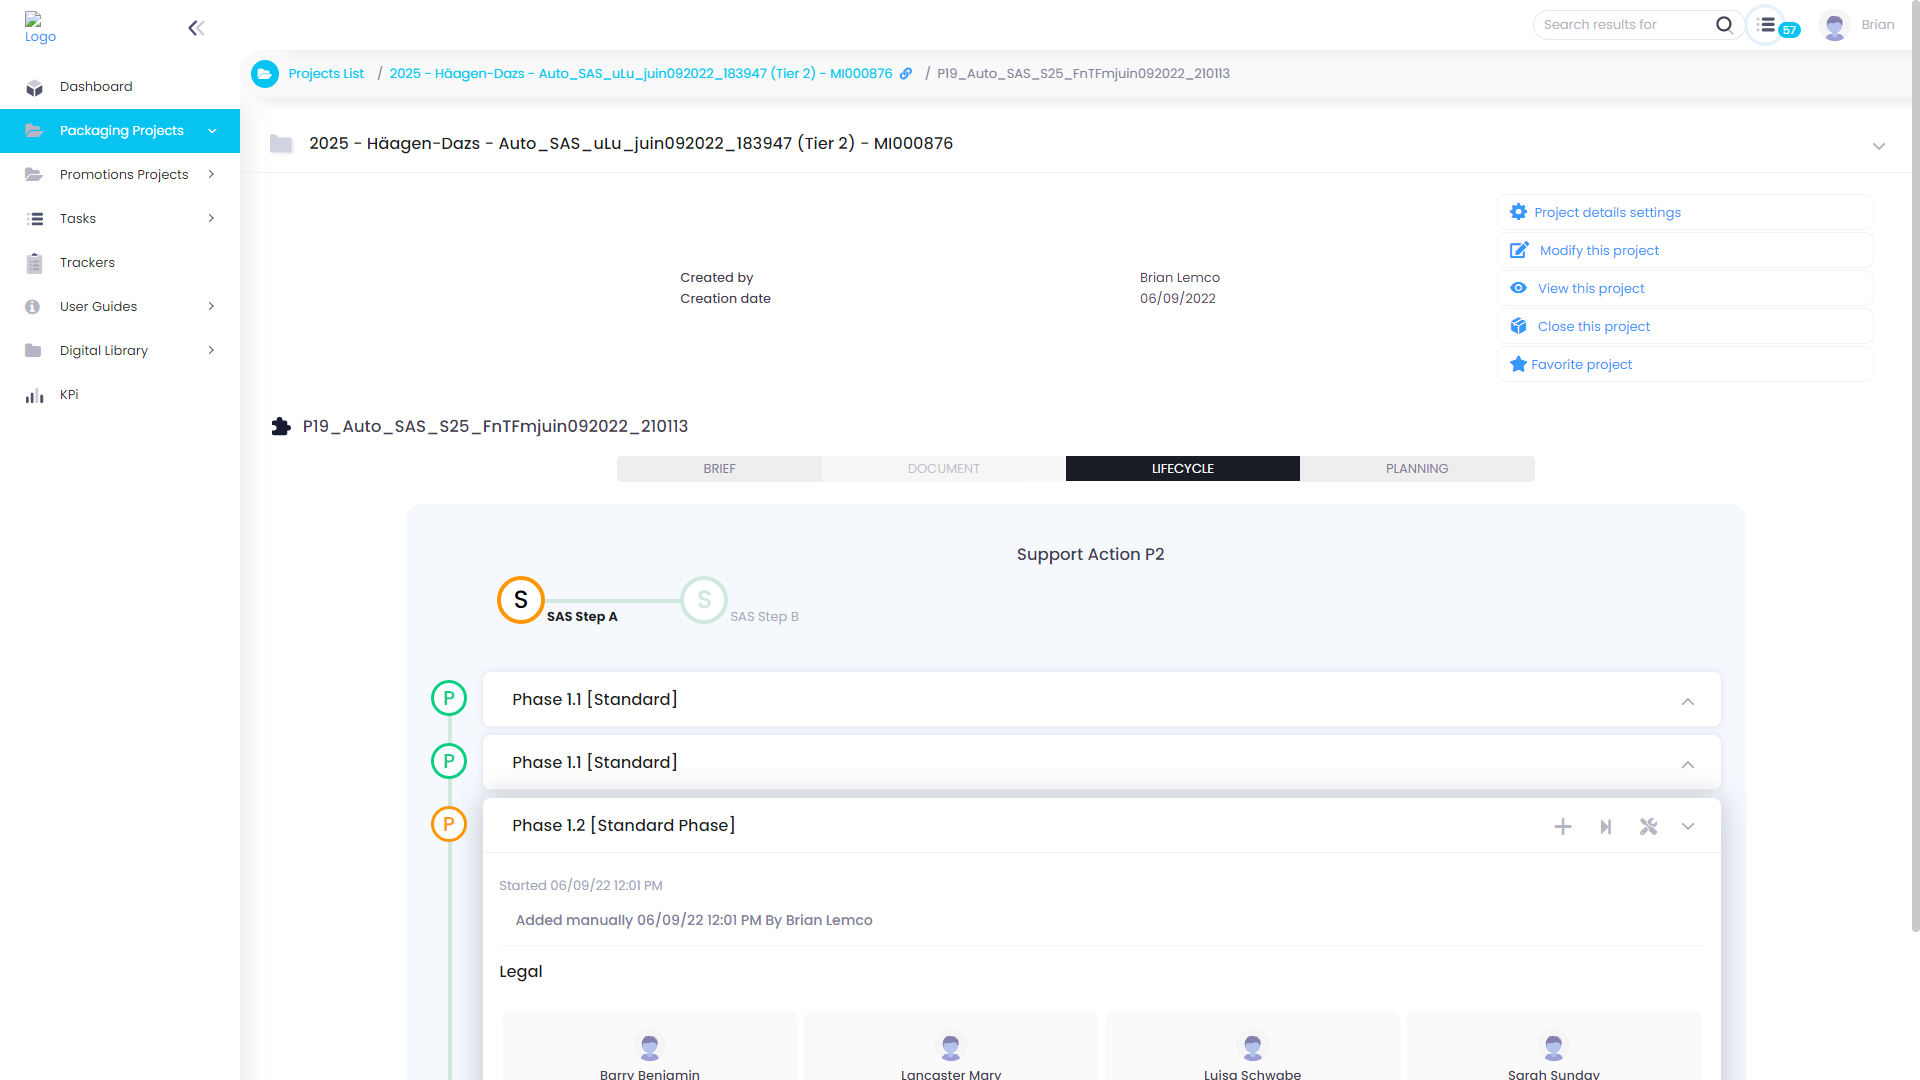 Logo
Search results for
57
Brian
Dashboard
Packaging Projects
Promotions Projects
Tasks
Trackers
User Guides
Digital Library
KPi
Projects List / 2025 - Häagen-Dazs - Auto_SAS_uLu_juin092022_183947 (Tier 2) - MI000876 / P19_Auto_SAS_S25_FnTFmjuin092022_210113
2025 - Häagen-Dazs - Auto_SAS_uLu_juin092022_183947 (Tier 2) - MI000876
Created by Brian Lemco
Creation date 06/09/2022
Project details settings
Modify this project
View this project
Close this project
Favorite project
P19_Auto_SAS_S25_FnTFmjuin092022_210113
BRIEF DOCUMENT LIFECYCLE PLANNING
Support Action P2
S SAS Step A S SAS Step B
P Phase 1.1 [Standard]
P Phase 1.1 [Standard]
P Phase 1.2 [Standard Phase]
Started 06/09/22 12:01 PM
Added manually 06/09/22 12:01 PM By Brian Lemco
Legal
Barry Benjamin Lancaster Mary Luisa Schwabe Sarah Sunday